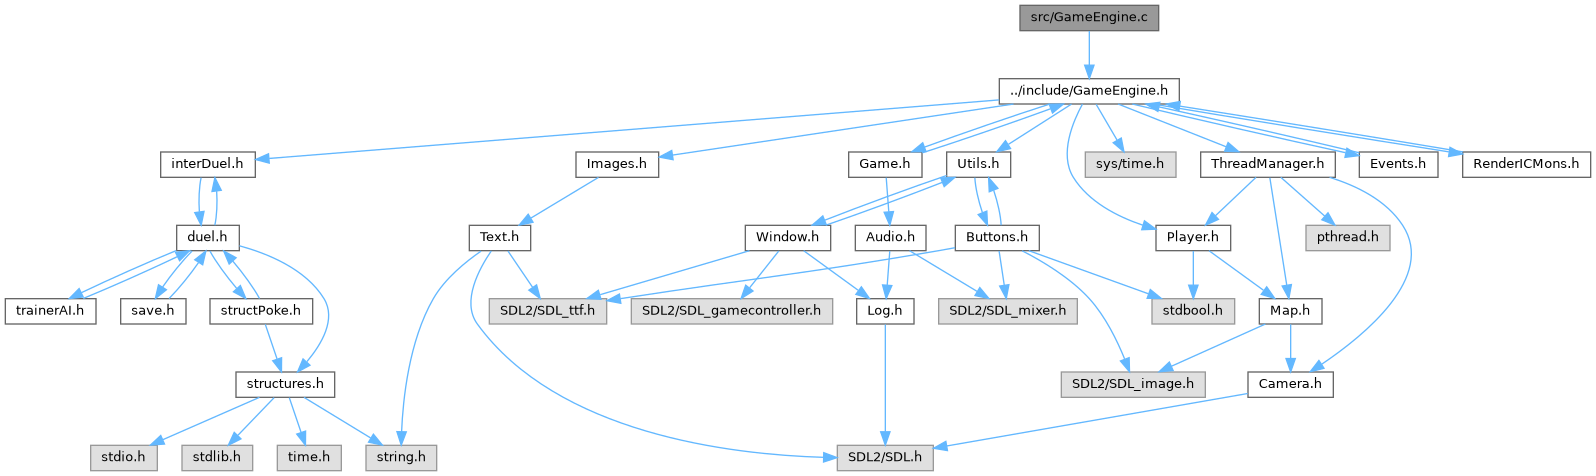 src/GameEngine.c
../include/GameEngine.h
interDuel.h
Images.h
Game.h
Utils.h
sys/time.h
ThreadManager.h
Events.h
RenderICMons.h
duel.h
Text.h
Window.h
Audio.h
Buttons.h
Player.h
pthread.h
trainerAI.h
save.h
structPoke.h
SDL2/SDL_ttf.h
SDL2/SDL_gamecontroller.h
Log.h
SDL2/SDL_mixer.h
stdbool.h
Map.h
structures.h
SDL2/SDL_image.h
Camera.h
stdio.h
stdlib.h
time.h
string.h
SDL2/SDL.h